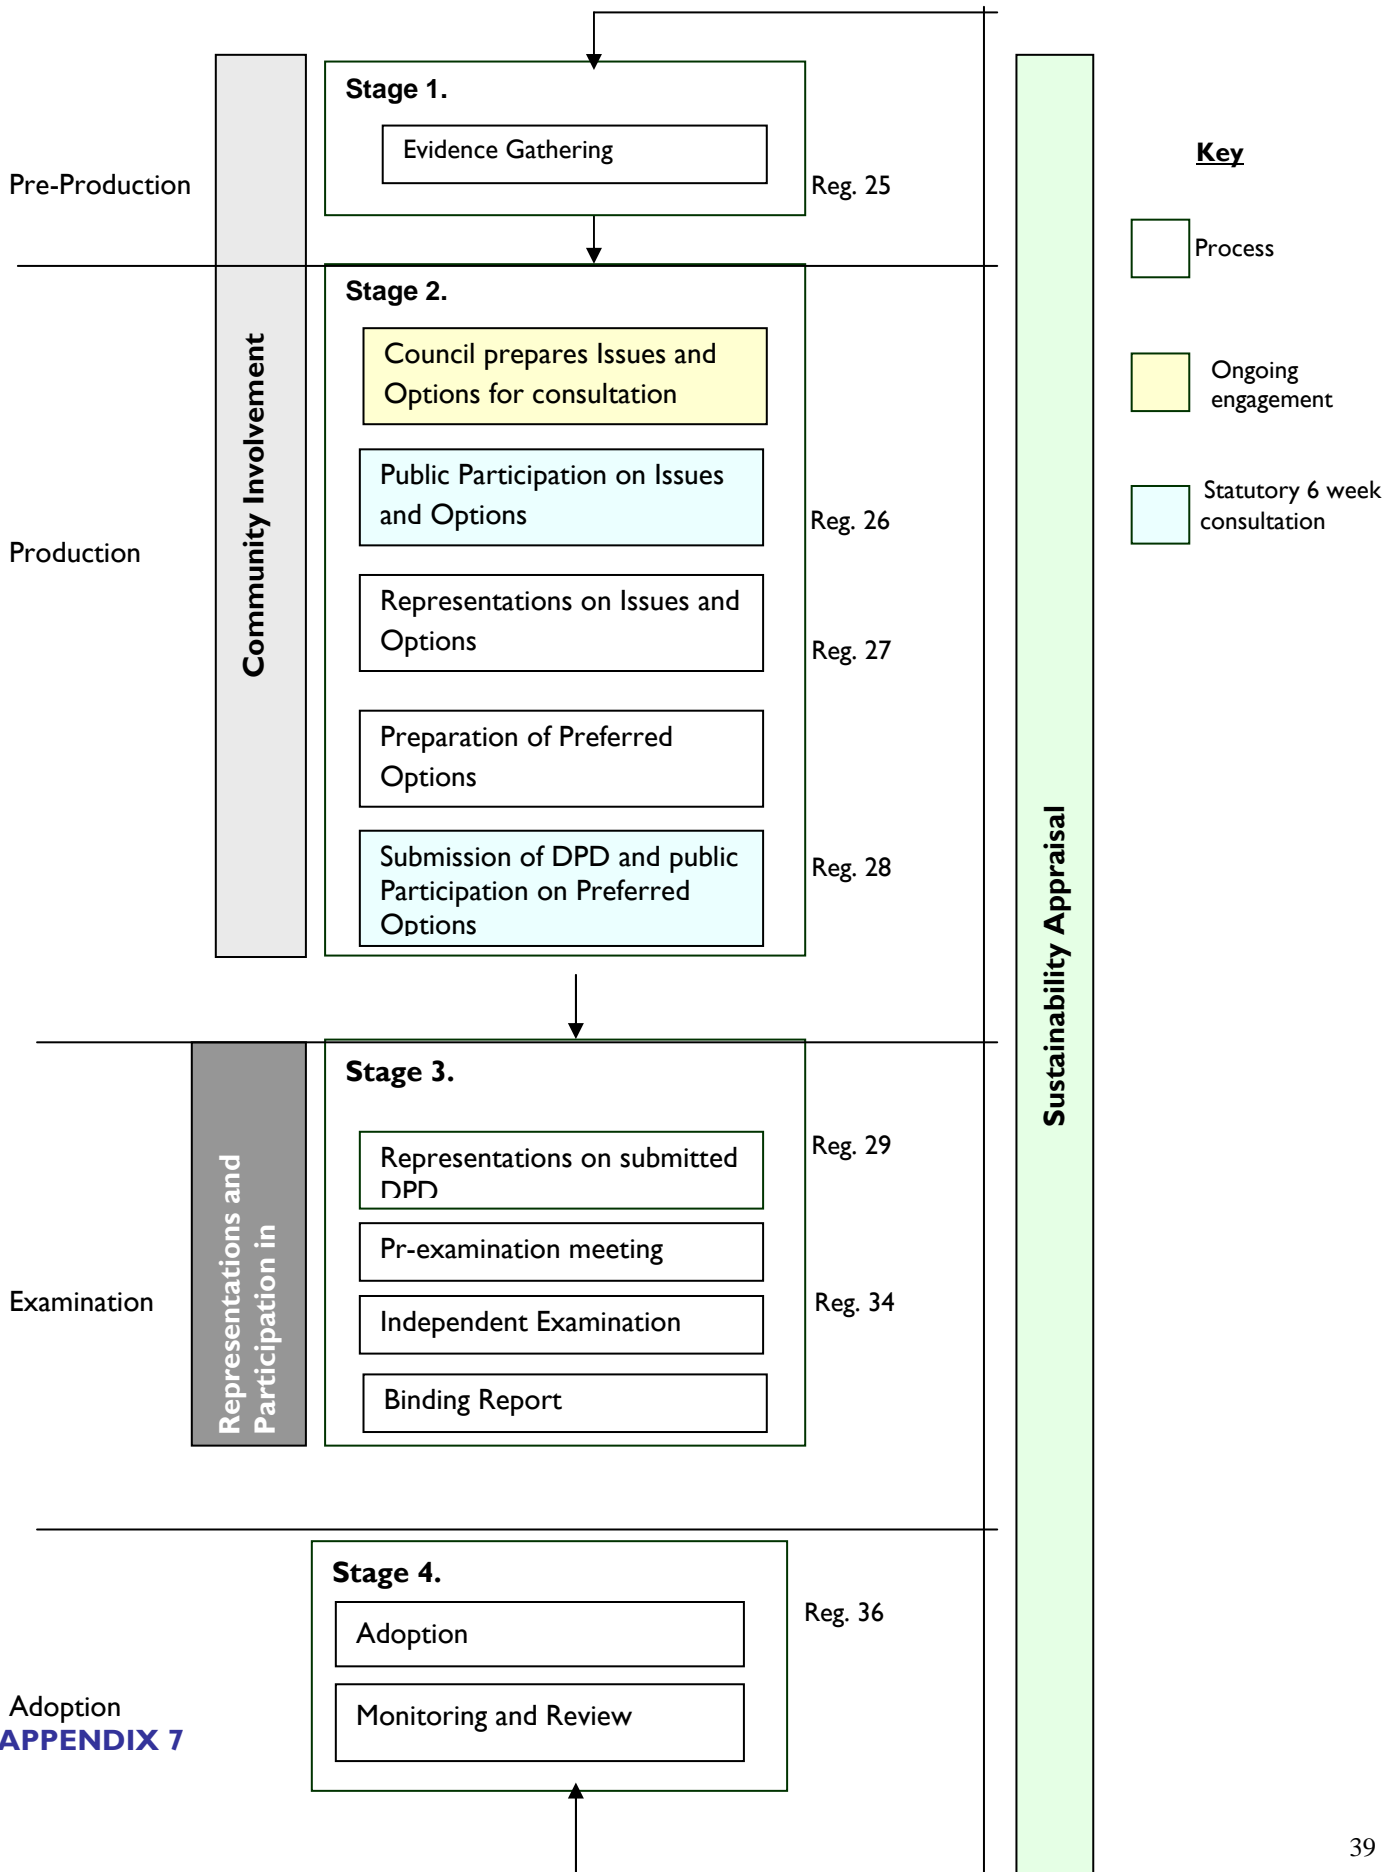 Stage 1.
Evidence Gathering
Pre-Production
Reg. 25
Key
Process
Stage 2.
Council prepares Issues and
Options for consultation
Ongoing
engagement
Community Involvement
Public Participation on Issues
and Options
Reg. 26
Statutory 6 week
consultation
Production
Representations on Issues and
Options
Reg. 27
Preparation of Preferred
Options
Submission of DPD and public
Participation on Preferred
Options
Reg. 28
Sustainability Appraisal
Stage 3.
Representations on submitted
DPD
Reg. 29
Representations and
Participation in
Pr-examination meeting
Examination
Independent Examination
Reg. 34
Binding Report
Stage 4.
Adoption
Reg. 36
Monitoring and Review
Adoption
APPENDIX 7
39